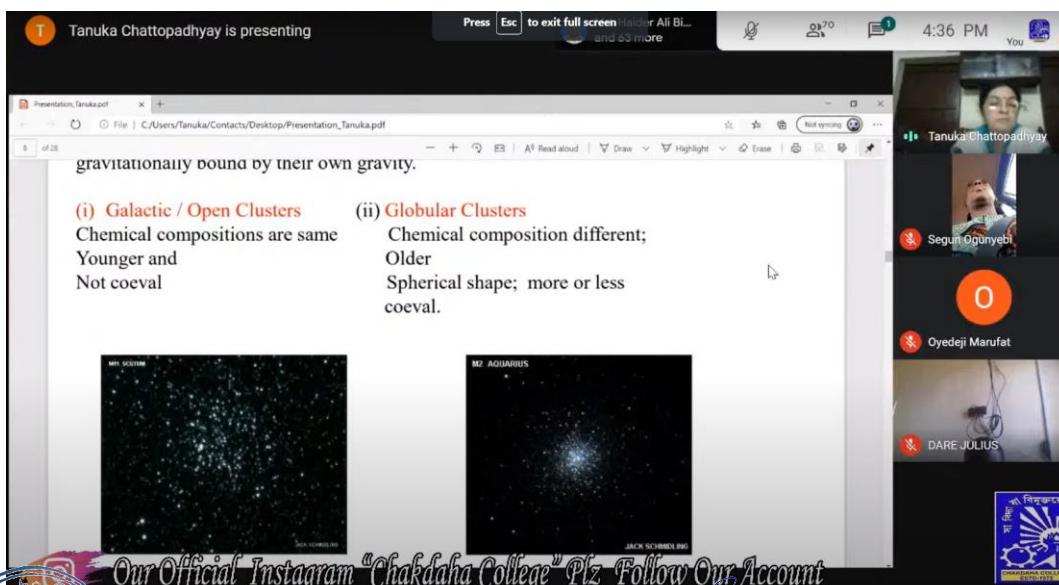 T
Tanuka Chattopadhyay is presenting
Press Esc to exit full screen
Haider Ali Bi...
and 63 more
70
1
4:36 PM
You
Presentation_Tanuka.pdf
File | C:/Users/Tanuka/Contacts/Desktop/Presentation_Tanuka.pdf
Not syncing
8 of 28
Read aloud
Draw
Highlight
Erase
gravitationally bound by their own gravity.
(i) Galactic / Open Clusters
Chemical compositions are same
Younger and
Not coeval
(ii) Globular Clusters
Chemical composition different;
Older
Spherical shape; more or less
coeval.
M11 SCUTUM
JACK SCHMIDLING
M2 AQUARIUS
JACK SCHMIDLING
Tanuka Chattopadhyay
Segun Ogunyebi
O
Oyedeji Marufat
DARE JULIUS
Our Official Instagram "Chakdaha College" Plz Follow Our Account